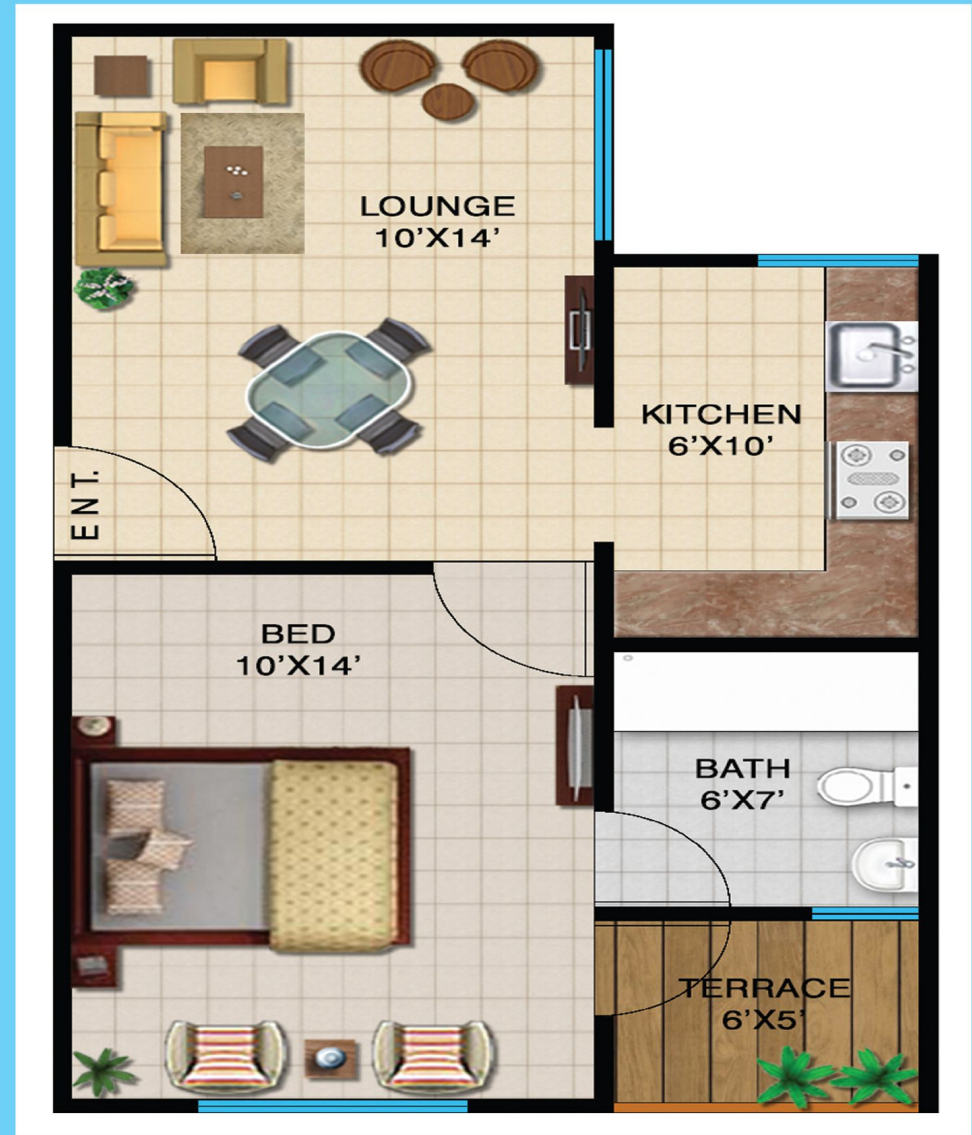 LOUNGE
10'X14'
KITCHEN
6'X10'
ENT.
BED
10'X14'
BATH
6'X7'
TERRACE
6'X5'